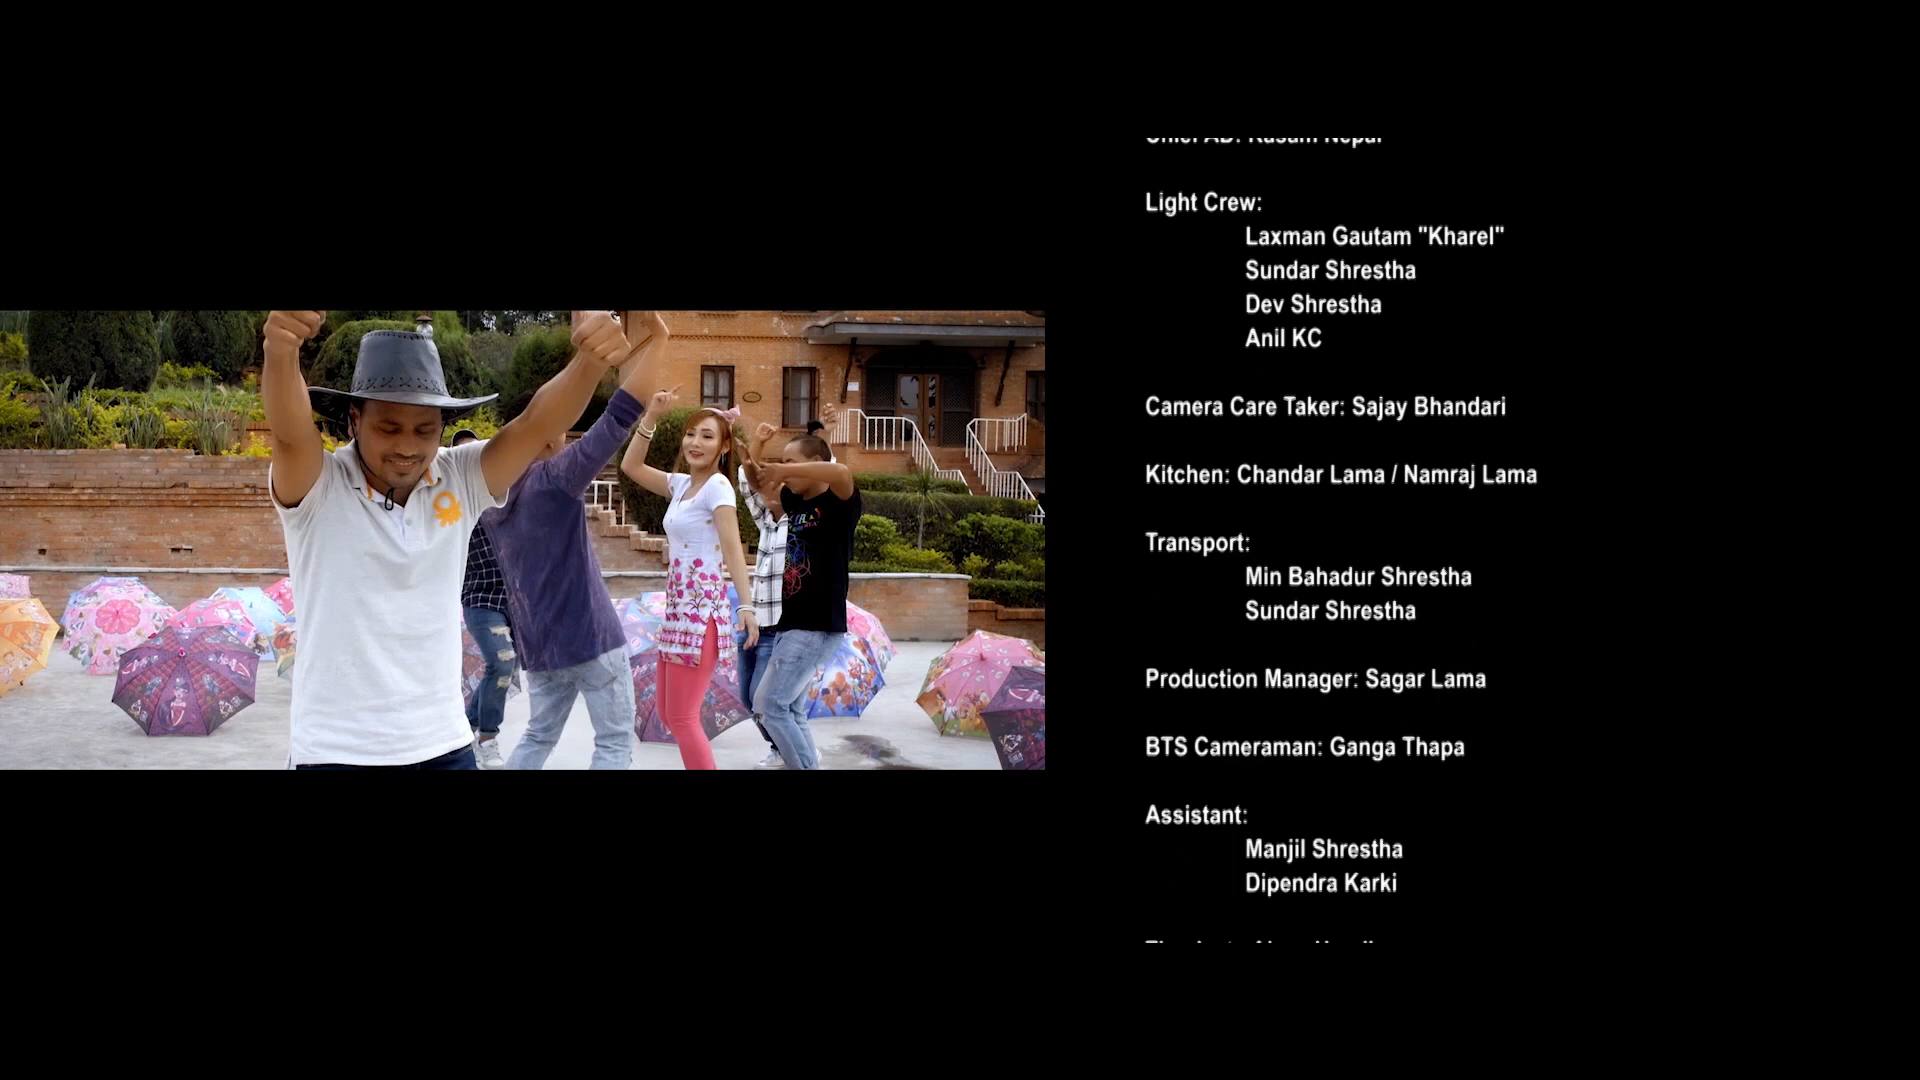 Light Crew:
Laxman Gautam "Kharel"
Sundar Shrestha
Dev Shrestha
Anil KC
Camera Care Taker: Sajay Bhandari
Kitchen: Chandar Lama / Namraj Lama
Transport:
Min Bahadur Shrestha
Sundar Shrestha
Production Manager: Sagar Lama
BTS Cameraman: Ganga Thapa
Assistant:
Manjil Shrestha
Dipendra Karki